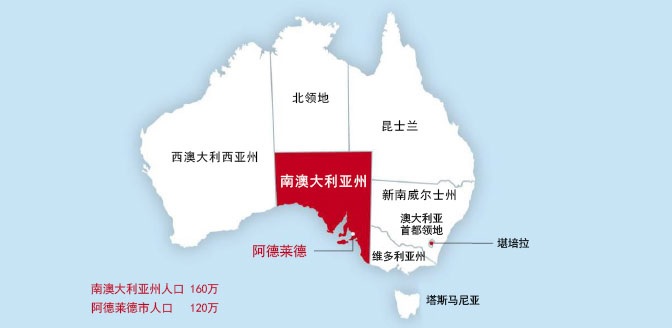 北领地
昆士兰
西澳大利西亚州
南澳大利亚州
新南威尔士州
澳大利亚
首都领地
堪培拉
阿德莱德
维多利亚州
南澳大利亚州人口 160万
阿德莱德市人口 120万
塔斯马尼亚